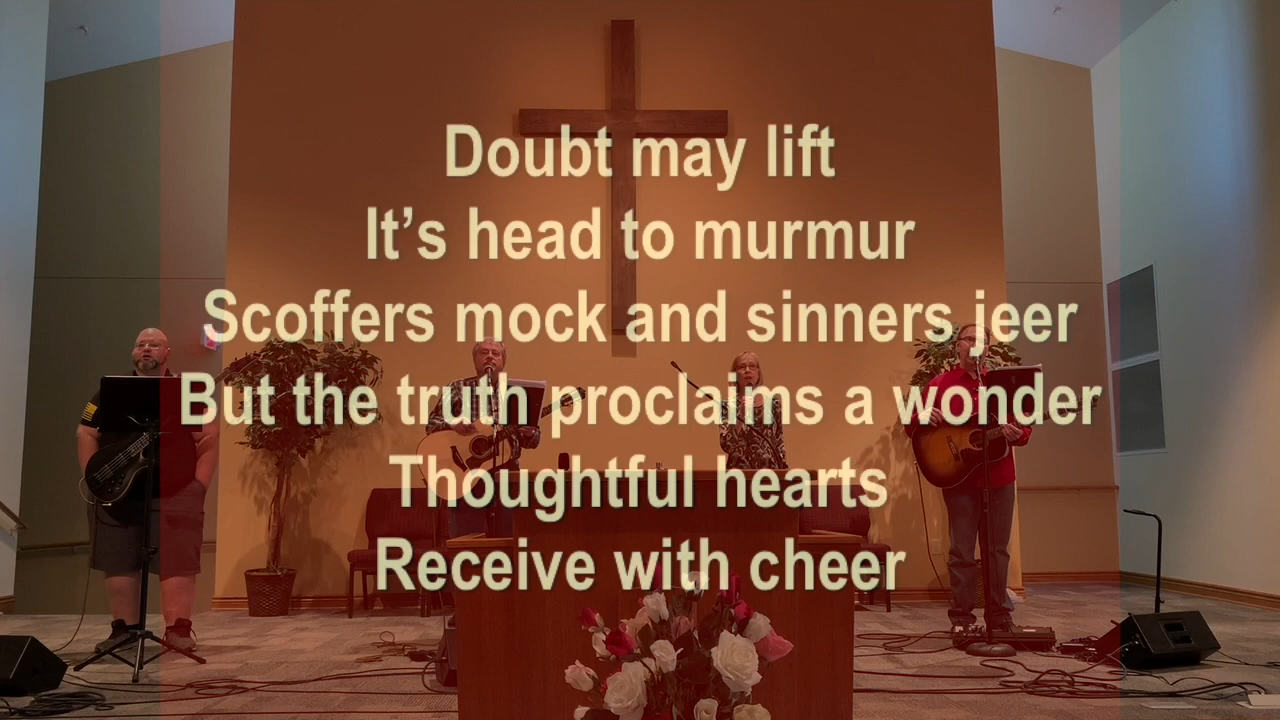 Doubt may lift
It’s head to murmur
Scoffers mock and sinners jeer
But the truth proclaims a wonder
Thoughtful hearts
Receive with cheer